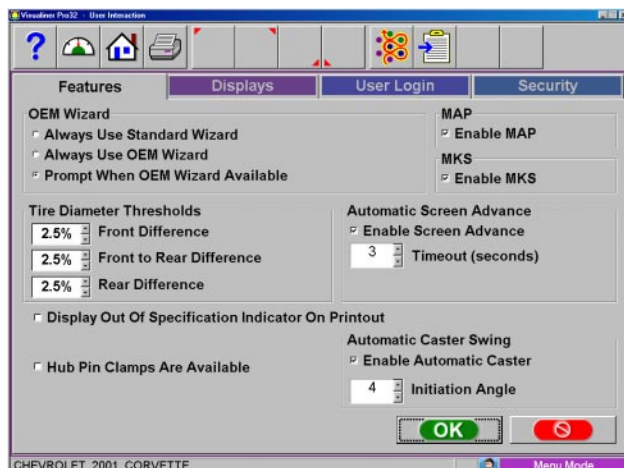 Visualiner Pro32 - User Interaction
Features Displays User Login Security
OEM Wizard
Always Use Standard Wizard
Always Use OEM Wizard
Prompt When OEM Wizard Available
MAP
Enable MAP
MKS
Enable MKS
Tire Diameter Thresholds
2.5% Front Difference
2.5% Front to Rear Difference
2.5% Rear Difference
Automatic Screen Advance
Enable Screen Advance
3 Timeout (seconds)
Display Out Of Specification Indicator On Printout
Hub Pin Clamps Are Available
Automatic Caster Swing
Enable Automatic Caster
4 Initiation Angle
OK
CHEVROLET 2001 CORVETTE Menu Mode